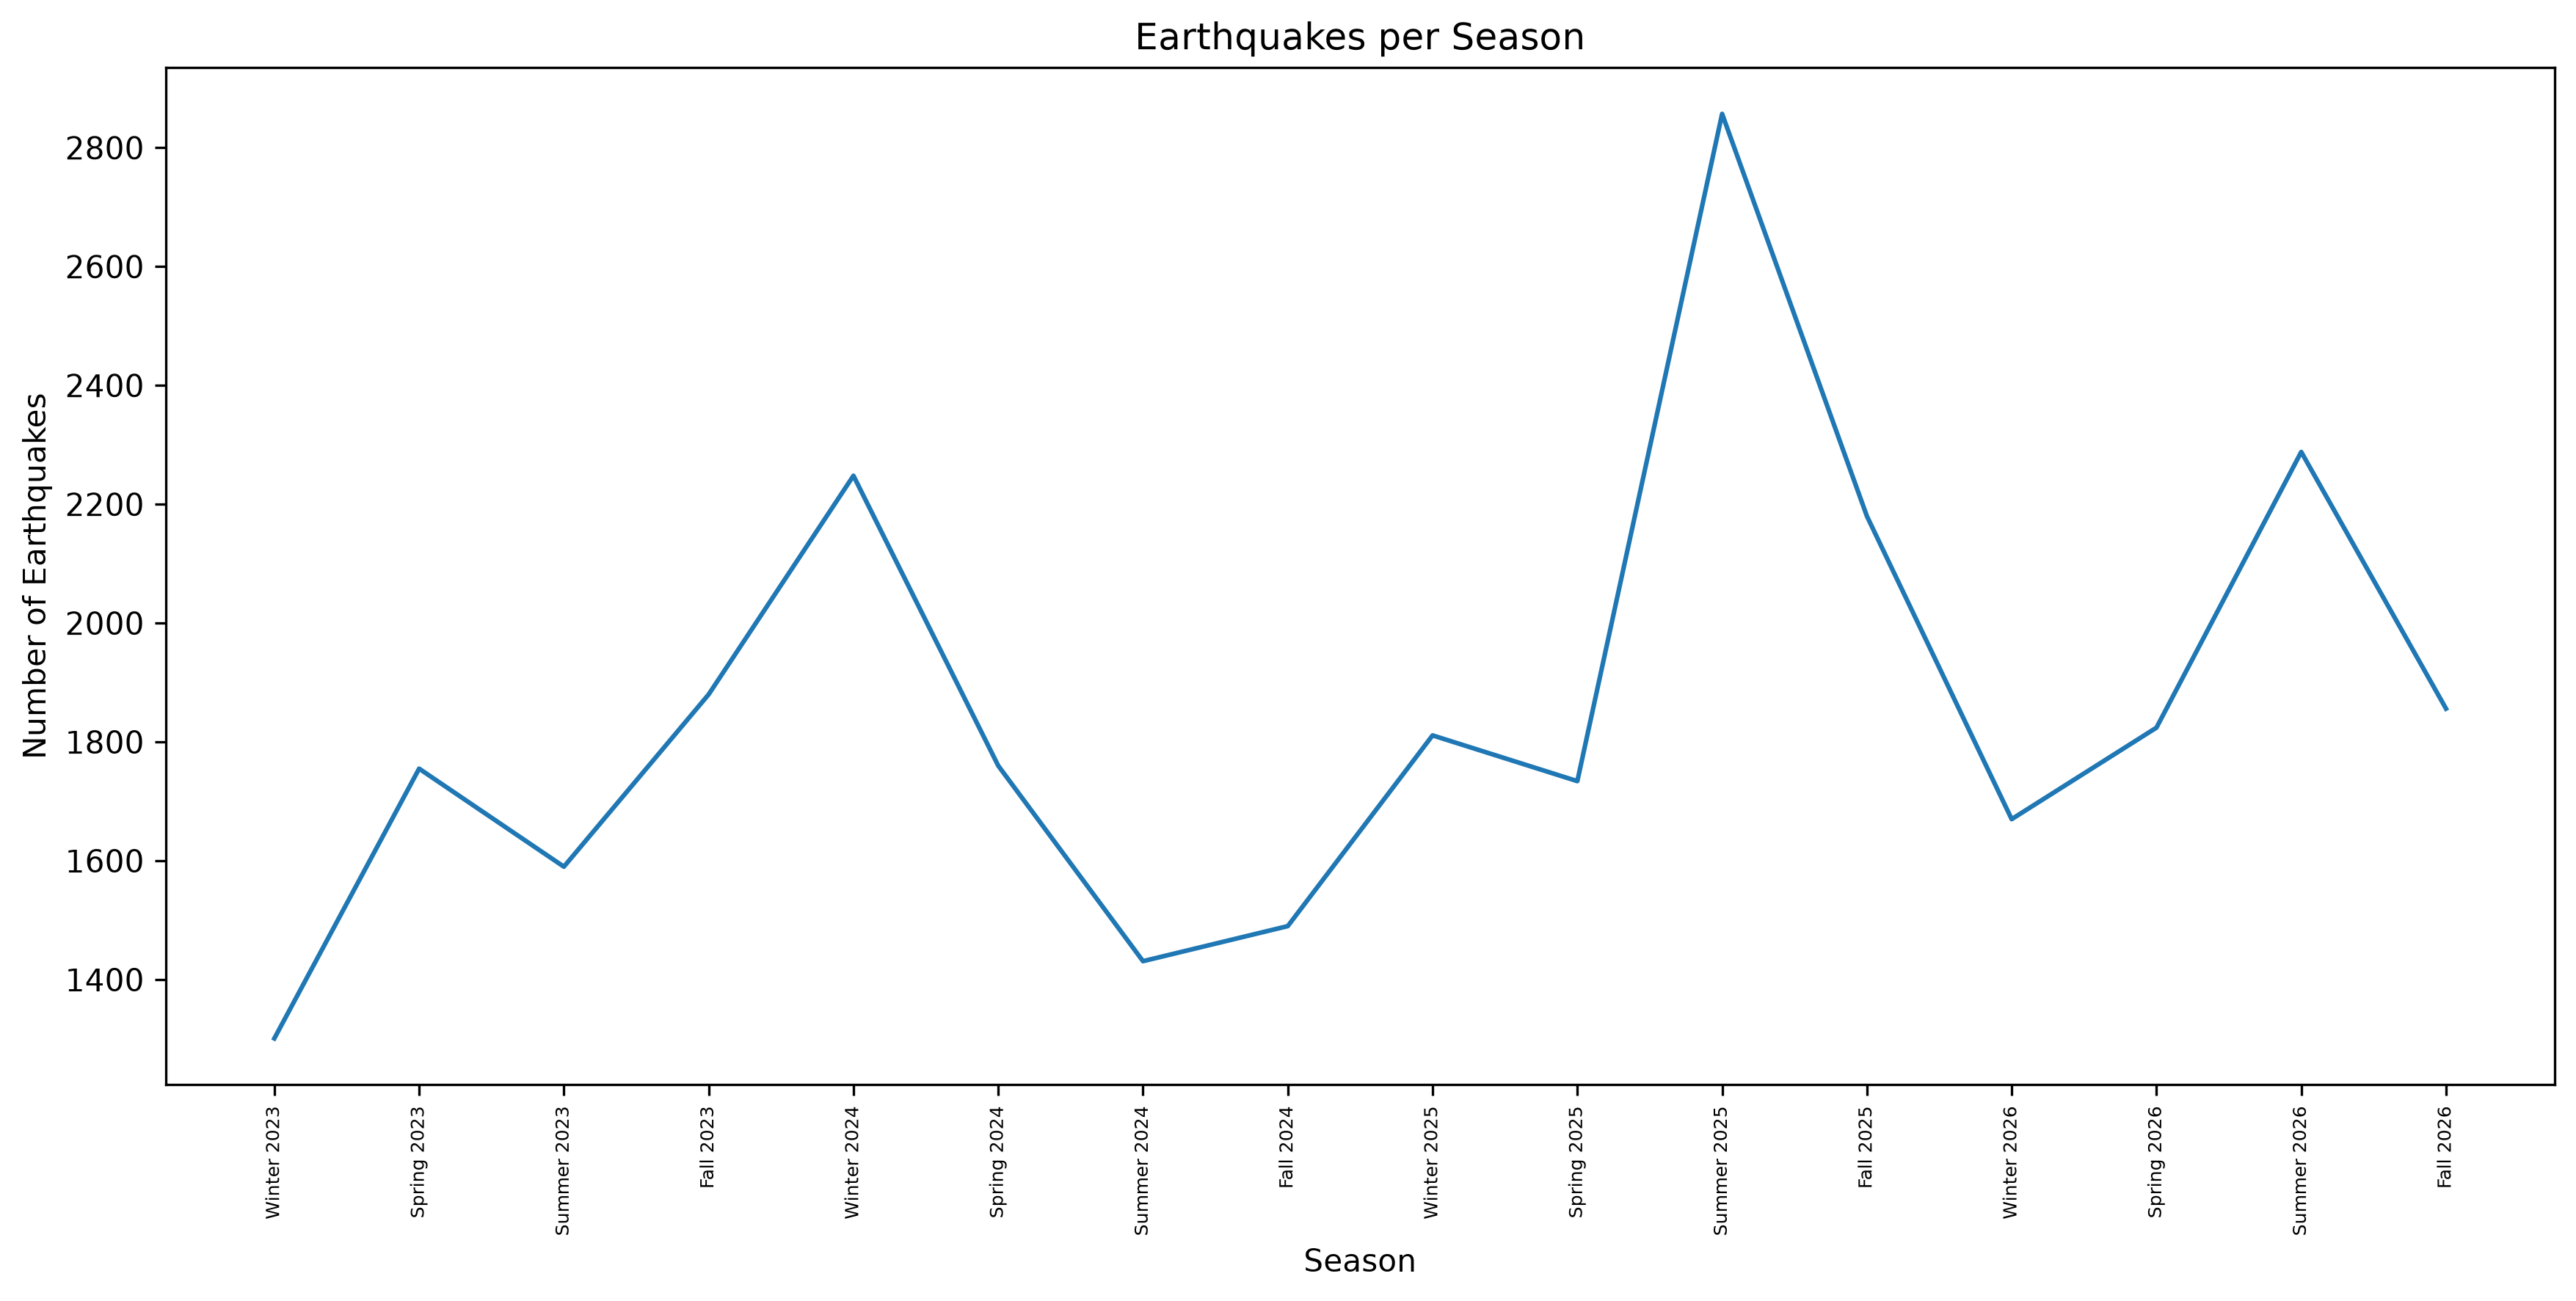 Earthquakes per Season
Number of Earthquakes
2800
2600
2400
2200
2000
1800
1600
1400
Winter 2023
Spring 2023
Summer 2023
Fall 2023
Winter 2024
Spring 2024
Summer 2024
Fall 2024
Winter 2025
Spring 2025
Summer 2025
Fall 2025
Winter 2026
Spring 2026
Summer 2026
Fall 2026
Season